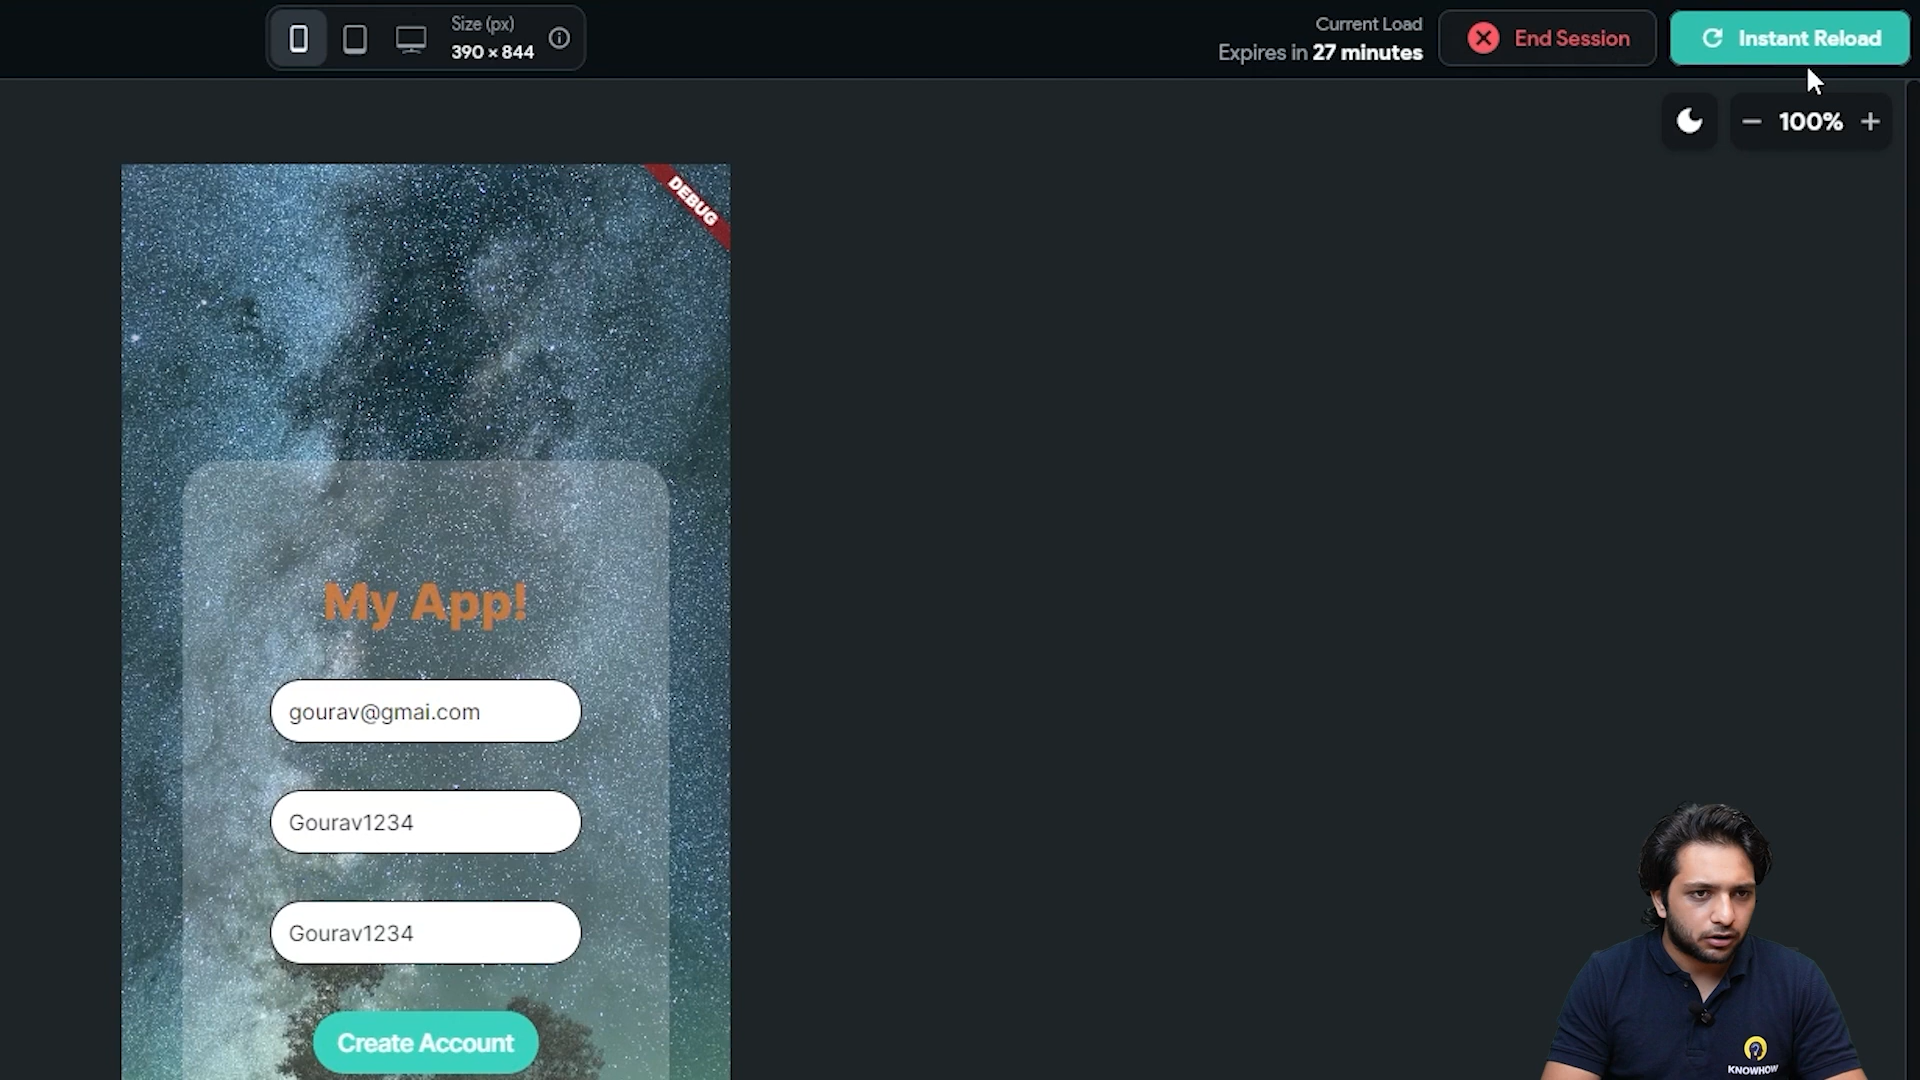 Size (px)
390 × 844
Current Load
Expires in 27 minutes
End Session
Instant Reload
100%
DEBUG
My App!
gourav@gmai.com
Gourav1234
Gourav1234
Create Account
KNOWHOW